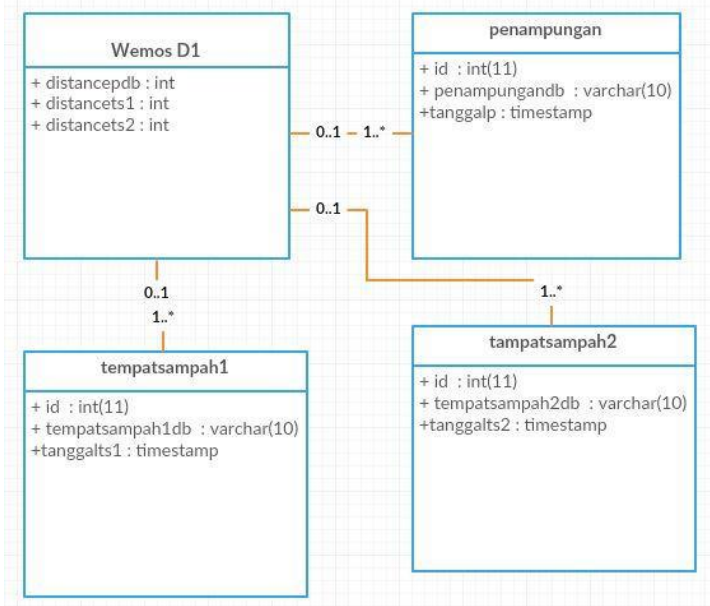 Wemos D1
+ distancepdb : int
+ distancets1 : int
+ distancets2 : int
penampungan
+ id : int(11)
+ penampungandb : varchar(10)
+tanggalp : timestamp
0..1
1..*
0..1
1..*
0..1
1..*
tempatsampah1
+ id : int(11)
+ tempatsampah1db : varchar(10)
+tanggalts1 : timestamp
tampatsampah2
+ id : int(11)
+ tempatsampah2db : varchar(10)
+tanggalts2 : timestamp